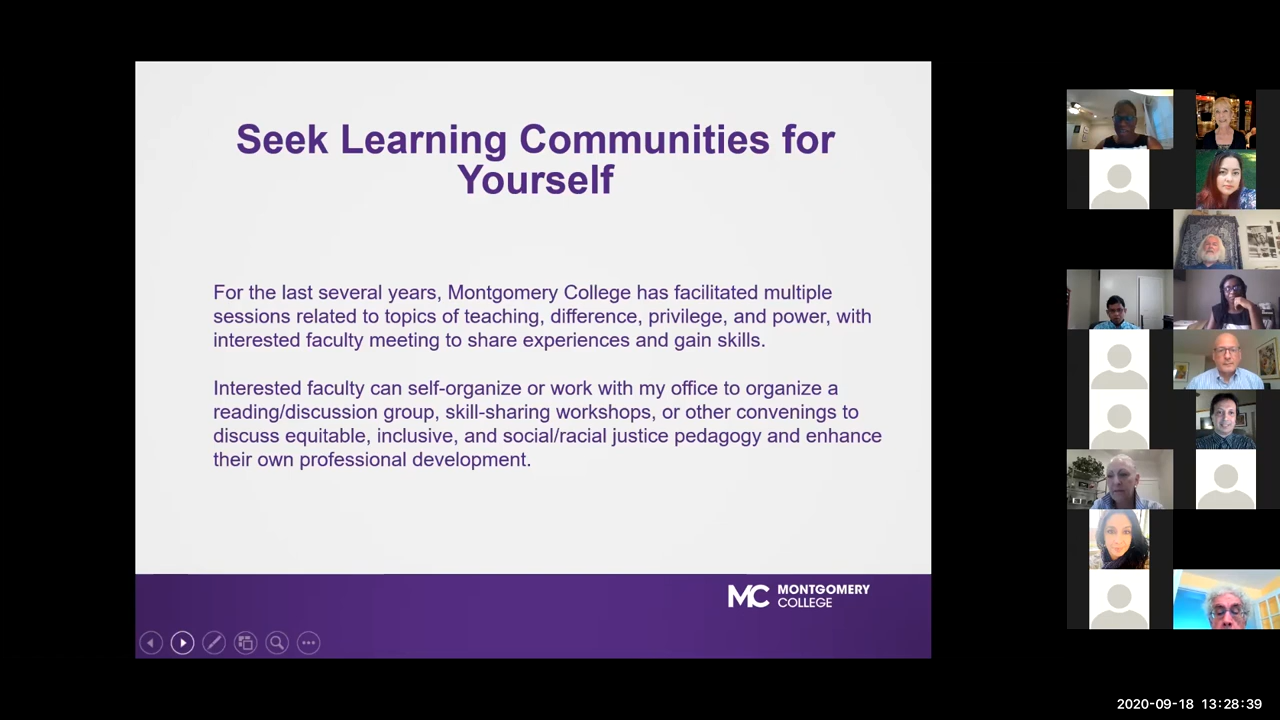 Seek Learning Communities for
Yourself
For the last several years, Montgomery College has facilitated multiple
sessions related to topics of teaching, difference, privilege, and power, with
interested faculty meeting to share experiences and gain skills.
Interested faculty can self-organize or work with my office to organize a
reading/discussion group, skill-sharing workshops, or other convenings to
discuss equitable, inclusive, and social/racial justice pedagogy and enhance
their own professional development.
MC MONTGOMERY
COLLEGE
2020-09-18 13:28:39